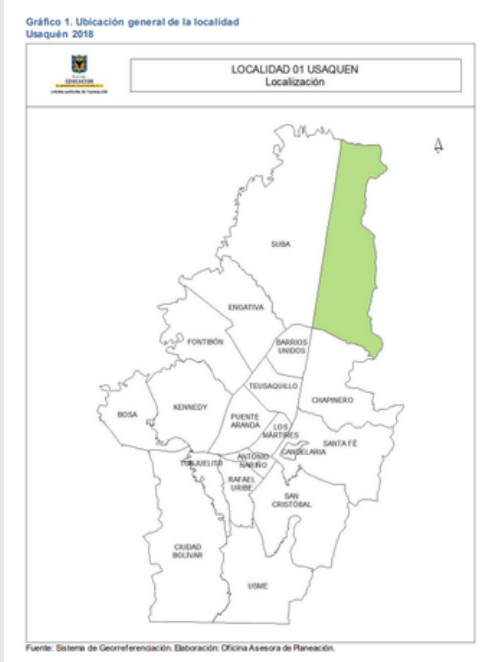 Gráfico 1. Ubicación general de la localidad
Usaquén 2018
EDUCACIÓN
LOCALIDAD 01 USAQUEN
Localiización
SUBA
ENGATIVA
FONTIBÓN
BARRIOS
UNIDOS
TEUSAQUILLO
CHAPINERO
BOSA
KENNEDY
PUENTE
ARANDA
LOS
MÁRTIRES
SANTA FÉ
CANDELARIA
TUNJUELITO
ANTONIO
NARIÑO
RAFAEL
URIBE
SAN
CRISTÓBAL
CIUDAD
BOLÍVAR
USME
Fuente: Sistema de Georreferenciación. Elaboración: Oficina Asesora de Planeación.